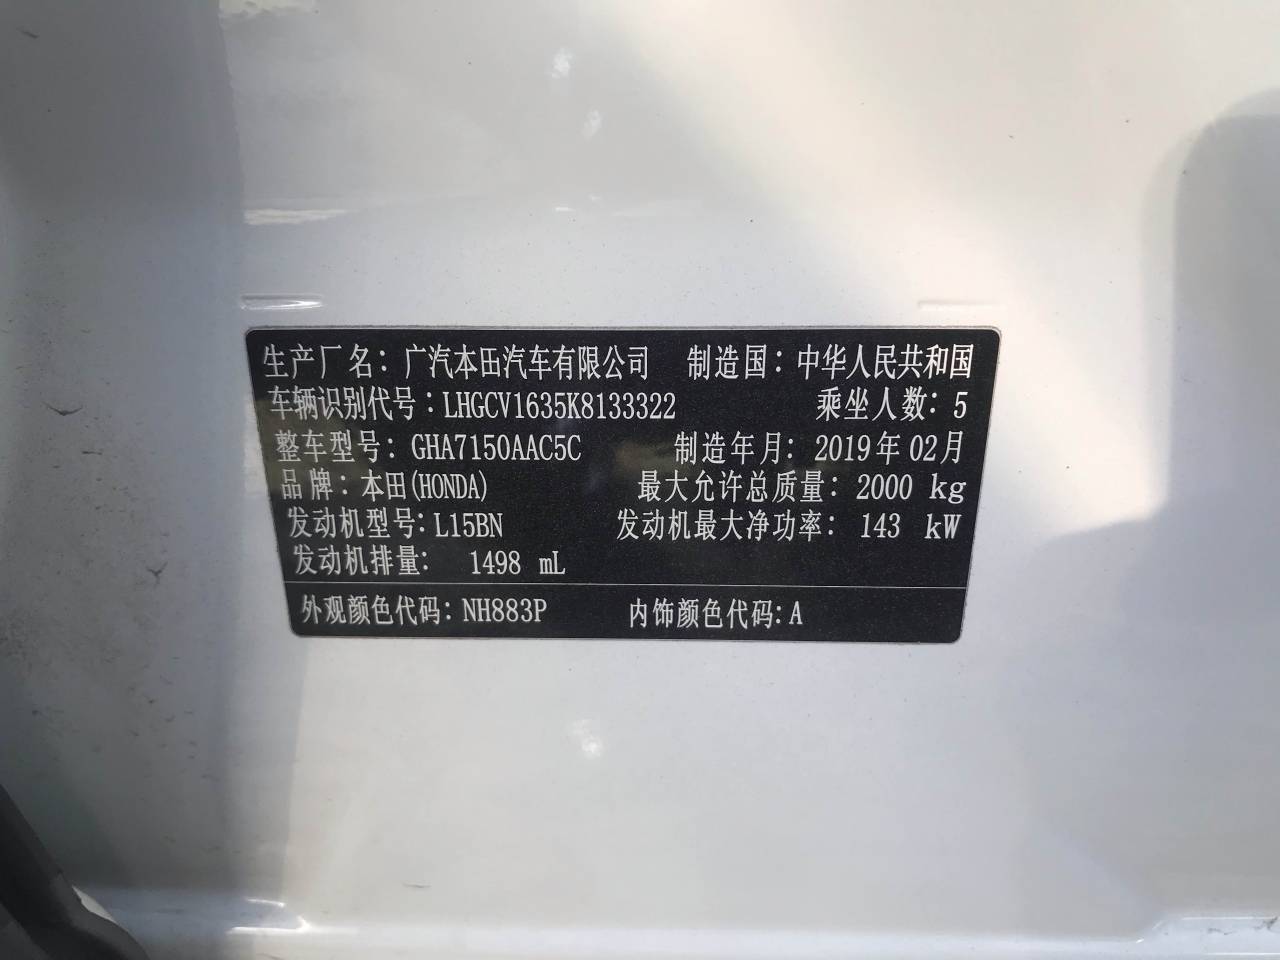 生产厂名：广汽本田汽车有限公司 制造国：中华人民共和国
车辆识别代号：LHGCV1635K8133322 乘坐人数：5
整车型号：GHA7150AAC5C 制造年月：2019年02月
品牌：本田(HONDA) 最大允许总质量：2000 kg
发动机型号：L15BN 发动机最大净功率：143 kW
发动机排量：1498 mL
外观颜色代码：NH883P 内饰颜色代码：A